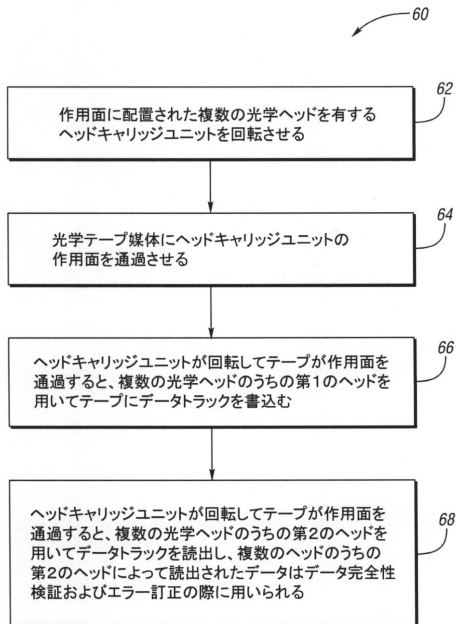 60
62
作用面に配置された複数の光学ヘッドを有する
ヘッドキャリッジユニットを回転させる
64
光学テープ媒体にヘッドキャリッジユニットの
作用面を通過させる
66
ヘッドキャリッジユニットが回転してテープが作用面を
通過すると、複数の光学ヘッドのうちの第1のヘッドを
用いてテープにデータトラックを書込む
68
ヘッドキャリッジユニットが回転してテープが作用面を
通過すると、複数の光学ヘッドのうちの第2のヘッドを
用いてデータトラックを読出し、複数のヘッドのうちの
第2のヘッドによって読出されたデータはデータ完全性
検証およびエラー訂正の際に用いられる